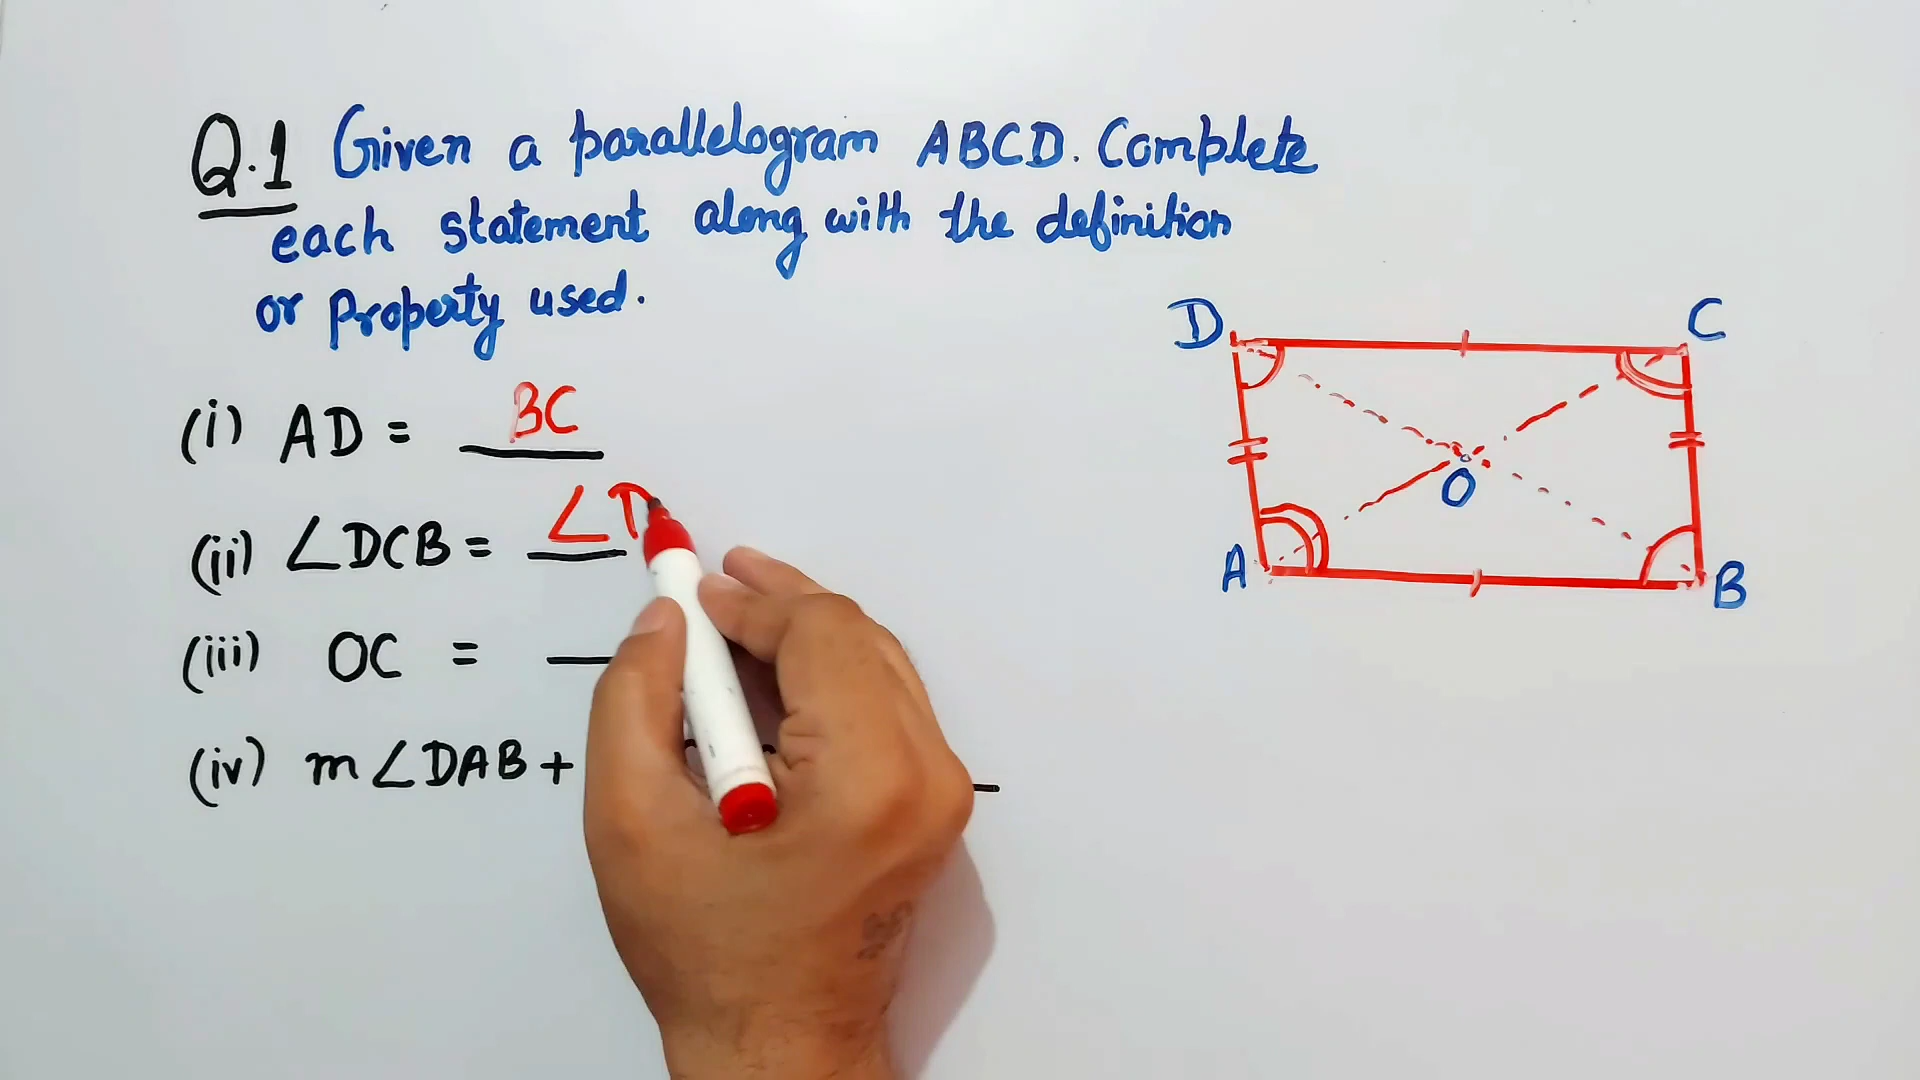 Q.1 Given a parallelogram ABCD. Complete
each statement along with the definition
or Property used.
(i) AD = BC
(ii) ∠DCB = ∠D
(iii) OC =
(iv) m∠DAB +
D C
O
A B